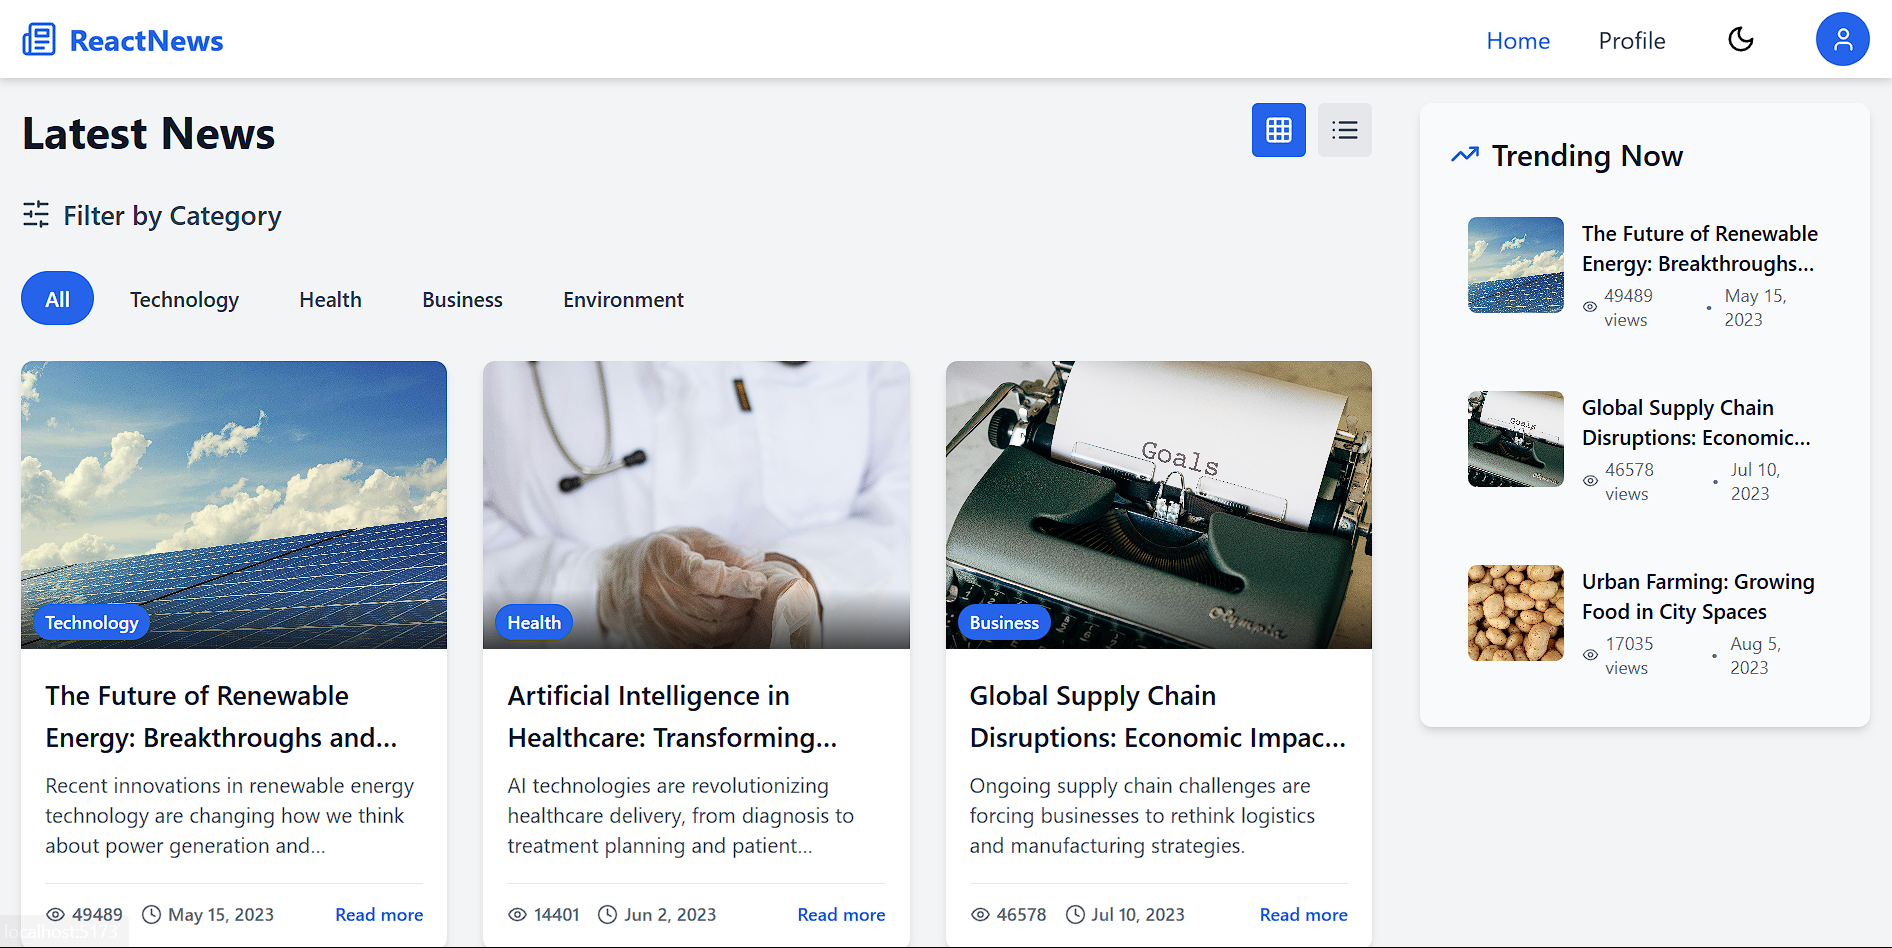 ReactNews
Home
Profile
Latest News
Filter by Category
All
Technology
Health
Business
Environment
Technology
The Future of Renewable
Energy: Breakthroughs and...
Recent innovations in renewable energy
technology are changing how we think
about power generation and...
49489
May 15, 2023
Read more
Health
Artificial Intelligence in
Healthcare: Transforming...
AI technologies are revolutionizing
healthcare delivery, from diagnosis to
treatment planning and patient...
14401
Jun 2, 2023
Read more
Goals
Olympia
Business
Global Supply Chain
Disruptions: Economic Impac...
Ongoing supply chain challenges are
forcing businesses to rethink logistics
and manufacturing strategies.
46578
Jul 10, 2023
Read more
Trending Now
The Future of Renewable
Energy: Breakthroughs...
49489
views
•
May 15,
2023
Goals
Global Supply Chain
Disruptions: Economic...
46578
views
•
Jul 10,
2023
Urban Farming: Growing
Food in City Spaces
17035
views
•
Aug 5,
2023
localhost:5173